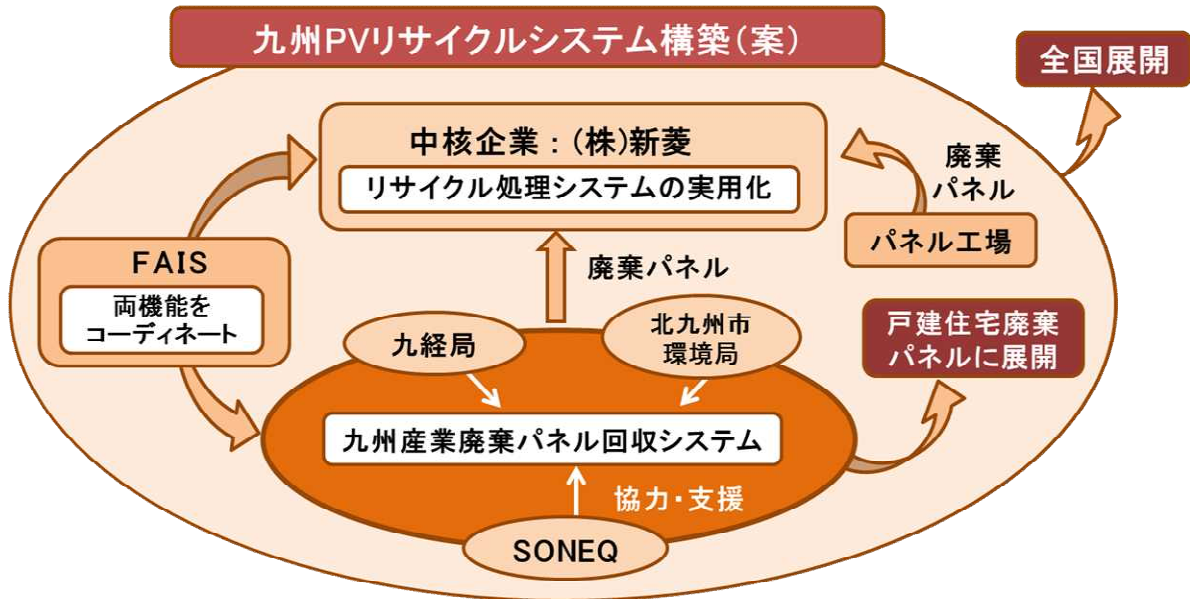 九州PVリサイクルシステム構築(案)
全国展開
中核企業：(株)新菱
リサイクル処理システムの実用化
廃棄
パネル
パネル工場
FAIS
両機能を
コーディネート
廃棄パネル
九経局
北九州市
環境局
戸建住宅廃棄
パネルに展開
九州産業廃棄パネル回収システム
協力・支援
SONEQ